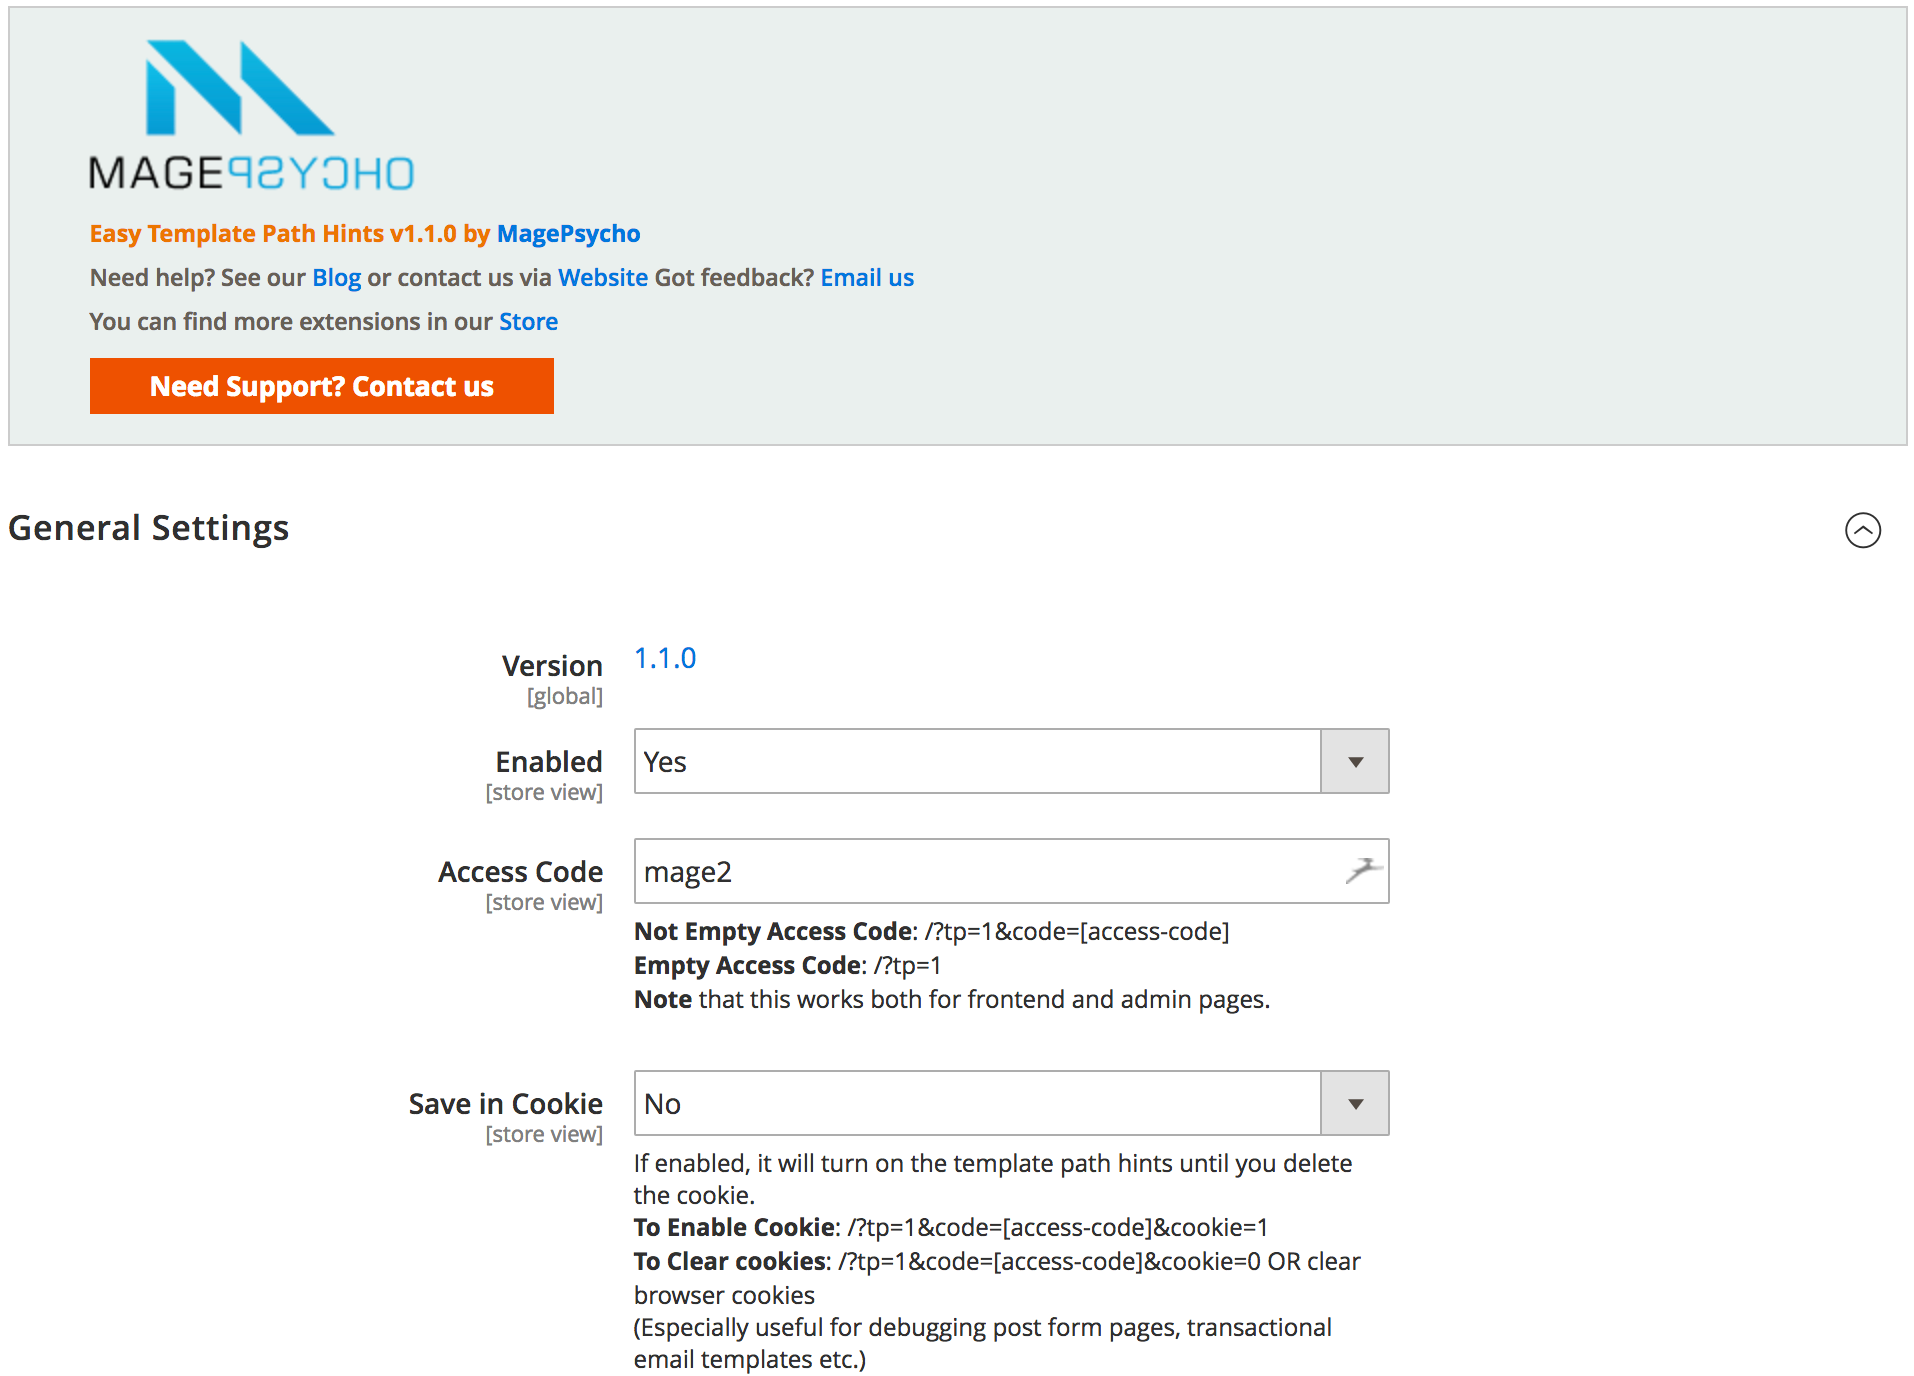 MAGEPSYCHO
Easy Template Path Hints v1.1.0 by MagePsycho
Need help? See our Blog or contact us via Website Got feedback? Email us
You can find more extensions in our Store
Need Support? Contact us
General Settings
Version 1.1.0
[global]
Enabled Yes
[store view]
Access Code mage2
[store view]
Not Empty Access Code: /?tp=1&code=[access-code]
Empty Access Code: /?tp=1
Note that this works both for frontend and admin pages.
Save in Cookie No
[store view]
If enabled, it will turn on the template path hints until you delete
the cookie.
To Enable Cookie: /?tp=1&code=[access-code]&cookie=1
To Clear cookies: /?tp=1&code=[access-code]&cookie=0 OR clear
browser cookies
(Especially useful for debugging post form pages, transactional
email templates etc.)